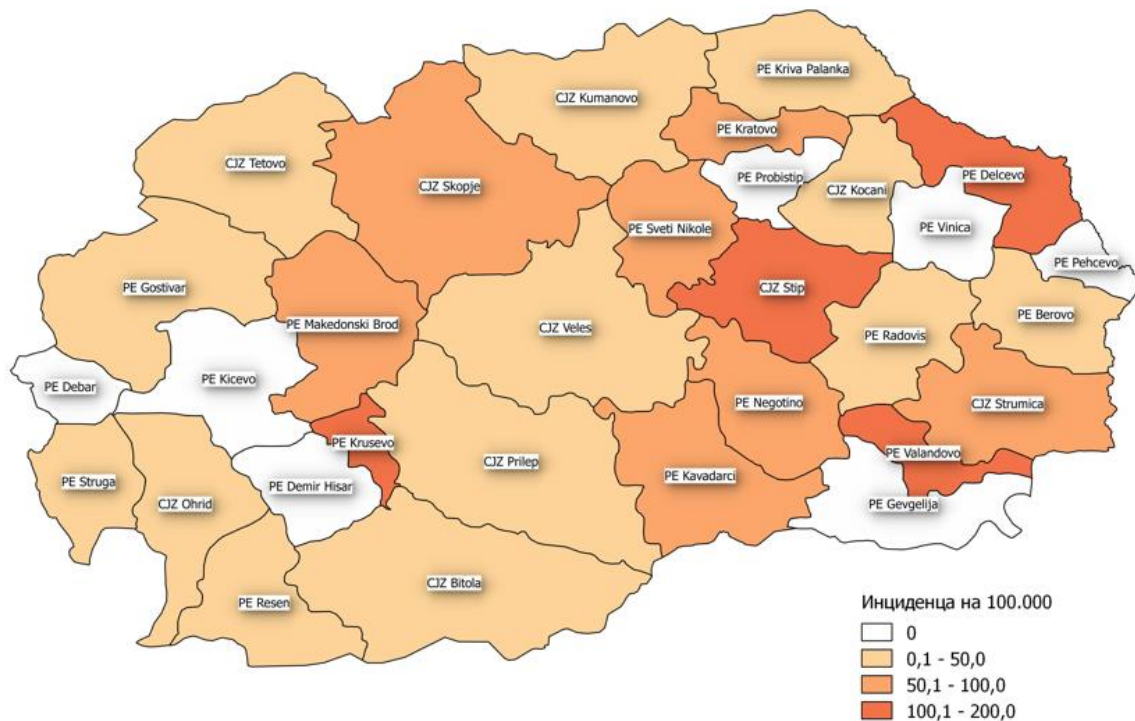 PE Kriva Palanka
CJZ Kumanovo
PE Kratovo
CJZ Tetovo
PE Probistip
PE Delcevo
CJZ Skopje
CJZ Kocani
PE Sveti Nikole
PE Vinica
PE Pehcevo
PE Gostivar
CJZ Stip
PE Berovo
PE Makedonski Brod
CJZ Veles
PE Radovis
PE Debar
PE Kicevo
PE Negotino
CJZ Strumica
PE Krusevo
PE Valandovo
CJZ Prilep
PE Kavadarci
PE Struga
PE Demir Hisar
CJZ Ohrid
PE Gevgelija
CJZ Bitola
PE Resen
Инциденца на 100.000
0
0,1 - 50,0
50,1 - 100,0
100,1 - 200,0